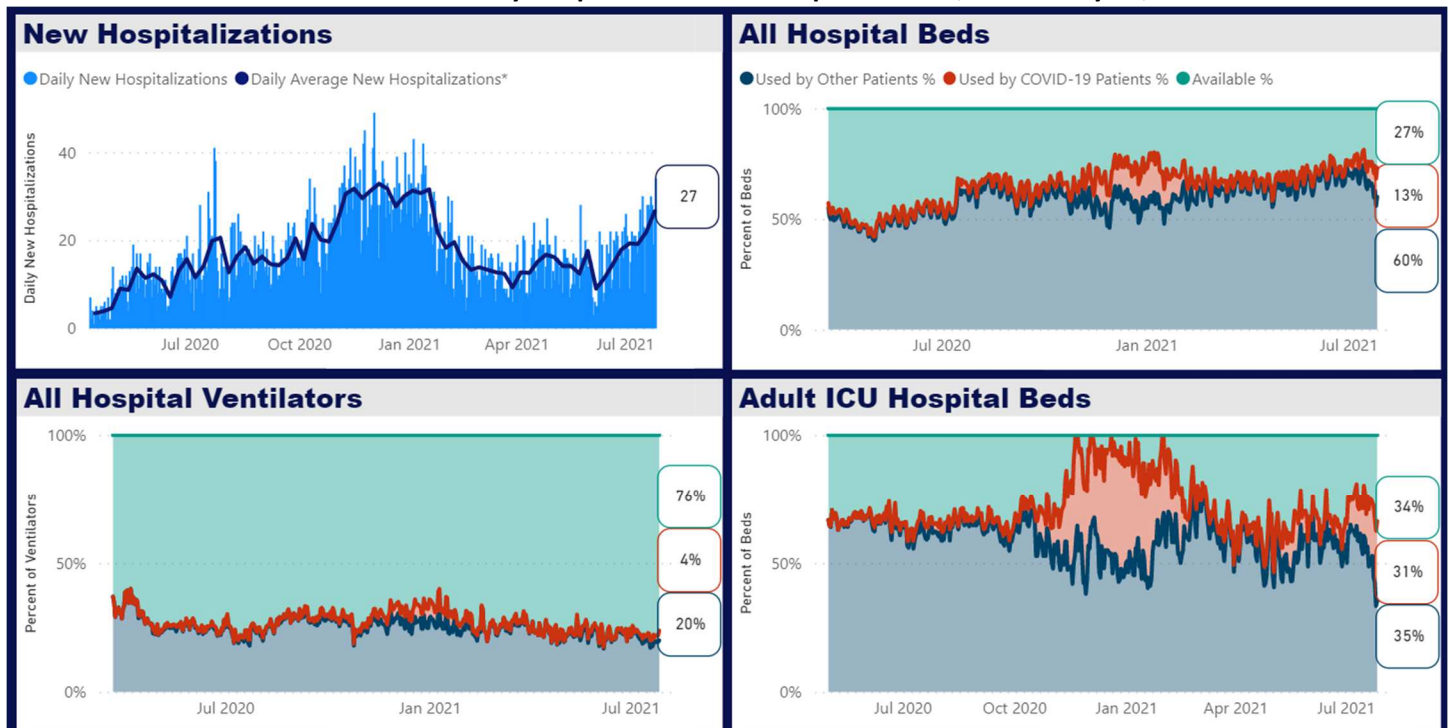 New Hospitalizations
Daily New Hospitalizations Daily Average New Hospitalizations*
Daily New Hospitalizations
40
20
0
27
Jul 2020 Oct 2020 Jan 2021 Apr 2021 Jul 2021
All Hospital Beds
Used by Other Patients % Used by COVID-19 Patients % Available %
Percent of Beds
100%
50%
0%
27%
13%
60%
Jul 2020 Jan 2021 Jul 2021
All Hospital Ventilators
Percent of Ventilators
100%
50%
0%
76%
4%
20%
Jul 2020 Jan 2021 Jul 2021
Adult ICU Hospital Beds
Percent of Beds
100%
50%
0%
34%
31%
35%
Jul 2020 Oct 2020 Jan 2021 Apr 2021 Jul 2021